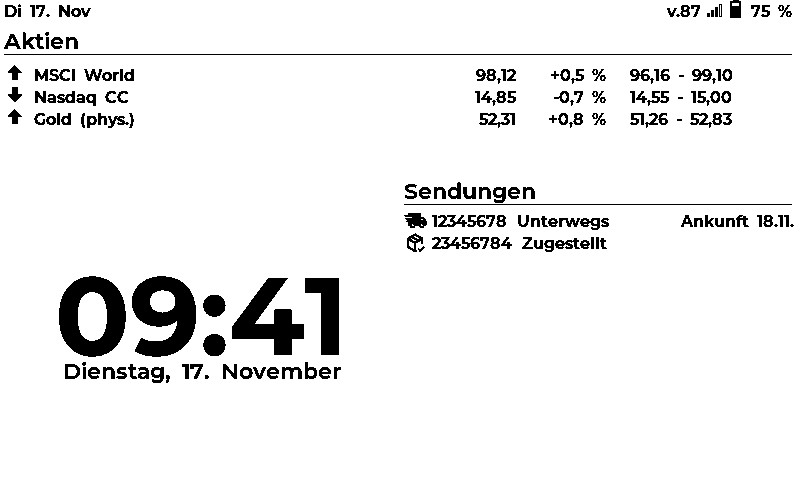 Di 17. Nov v.87 75 %
Aktien
MSCI World 98,12 +0,5 % 96,16 - 99,10
Nasdaq CC 14,85 -0,7 % 14,55 - 15,00
Gold (phys.) 52,31 +0,8 % 51,26 - 52,83
Sendungen
12345678 Unterwegs Ankunft 18.11.
23456784 Zugestellt
09:41
Dienstag, 17. November